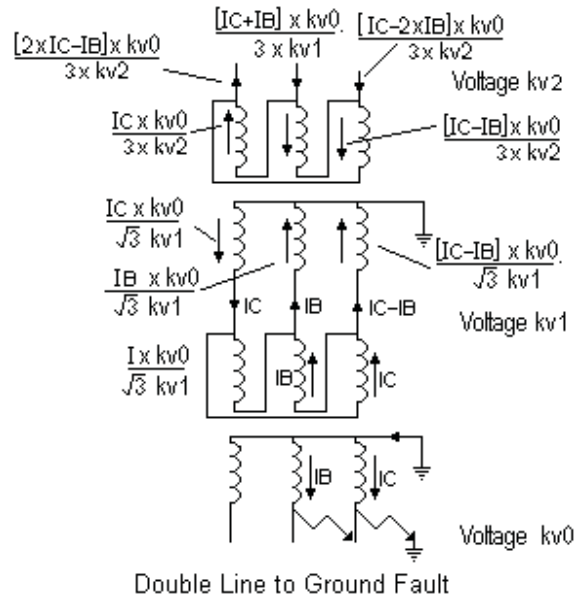 [2xIC-IB] x kv0
3 x kv2
[IC+IB] x kv0.
3 x kv1
[IC-2xIB] x kv0
3 x kv2
Voltage kv2
IC x kv0
3 x kv2
[IC-IB] x kv0
3 x kv2
IC x kv0
√3 kv1
IB x kv0
√3 kv1
[IC-IB] x kv0.
√3 kv1
IC
IB
IC-IB
Voltage kv1
I x kv0
√3 kv1
IB
IC
IB
IC
Voltage kv0
Double Line to Ground Fault